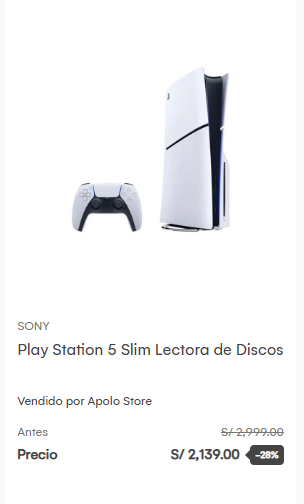 SONY
Play Station 5 Slim Lectora de Discos
Vendido por Apolo Store
Antes S/ 2,999.00
Precio S/ 2,139.00 -28%